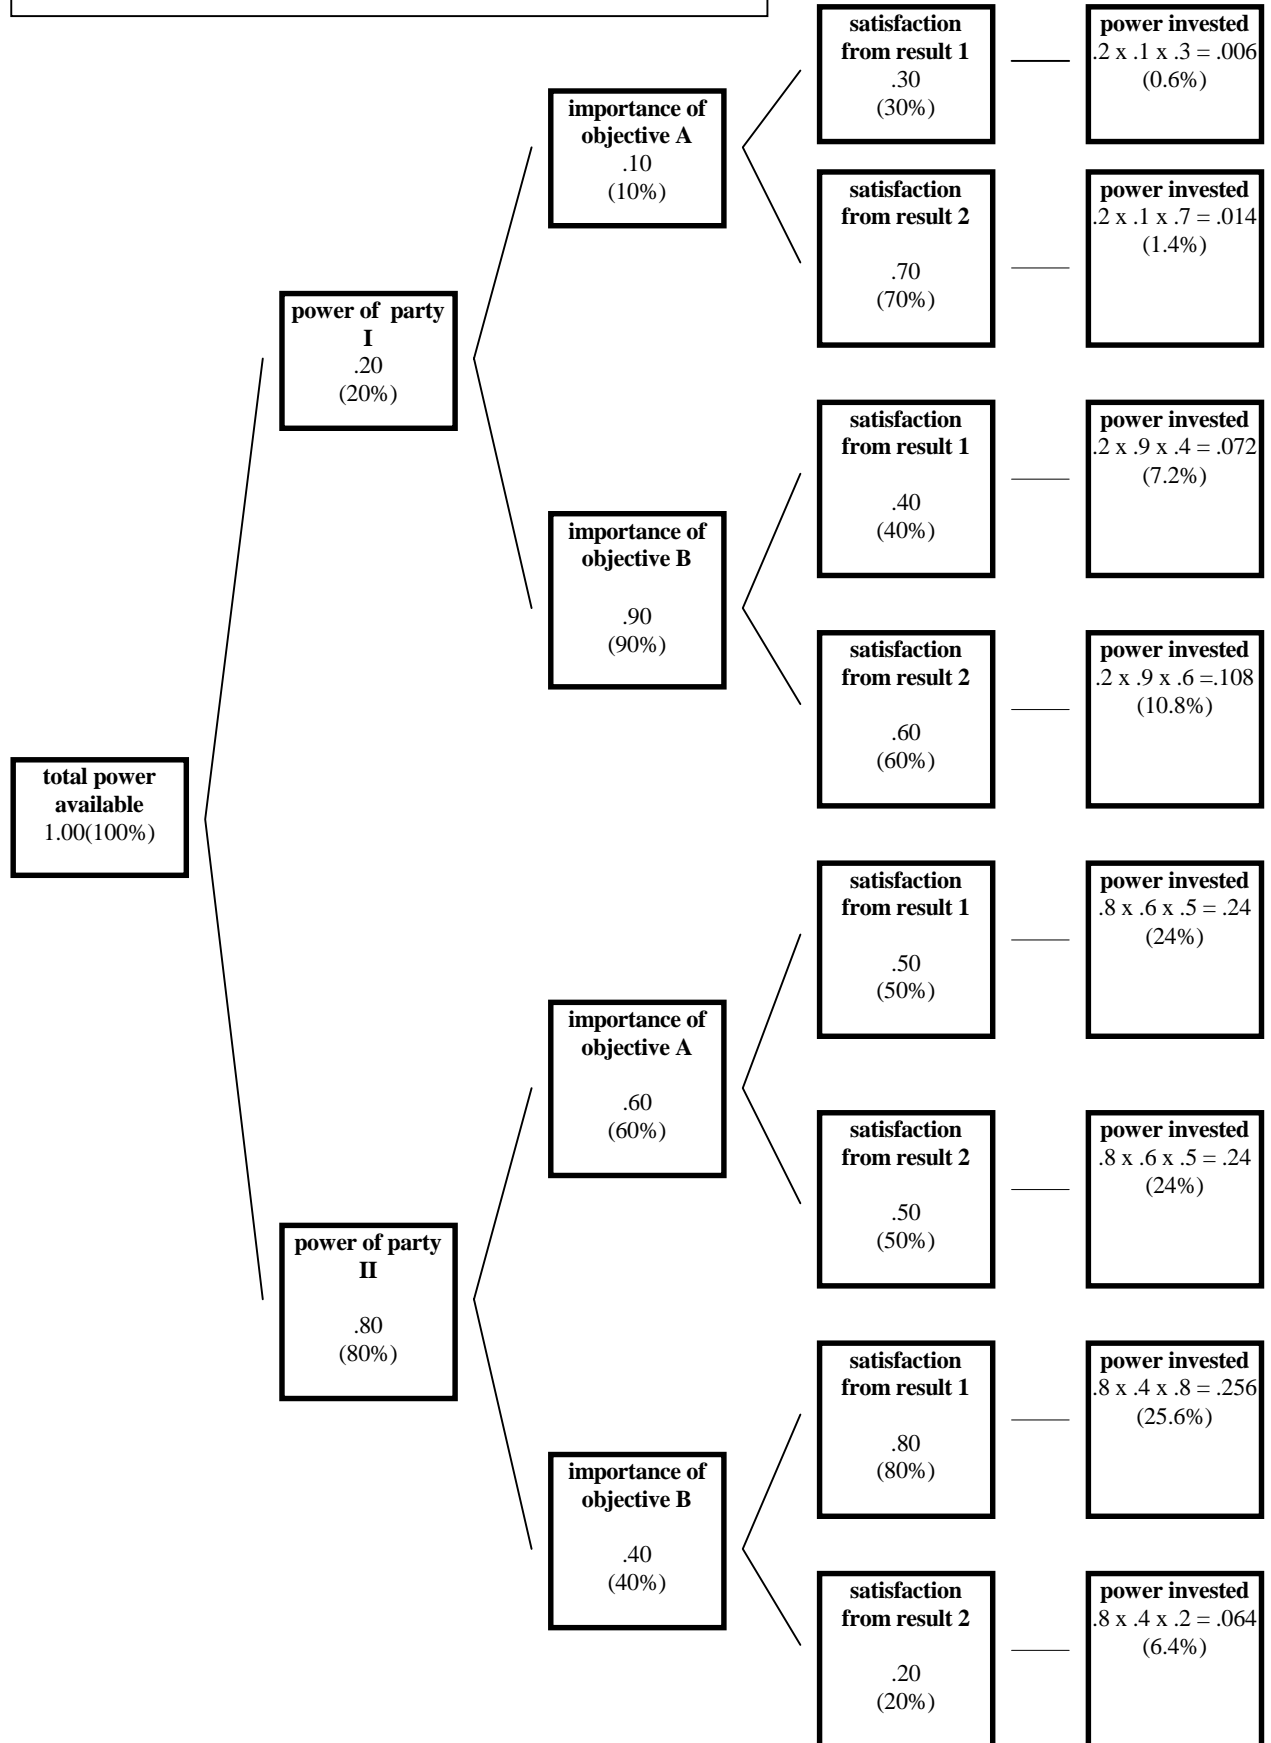 satisfaction
from result 1
.30
(30%)
power invested
.2 x .1 x .3 = .006
(0.6%)
importance of
objective A
.10
(10%)
satisfaction
from result 2
.70
(70%)
power invested
.2 x .1 x .7 = .014
(1.4%)
power of party
I
.20
(20%)
satisfaction
from result 1
.40
(40%)
power invested
.2 x .9 x .4 = .072
(7.2%)
importance of
objective B
.90
(90%)
satisfaction
from result 2
.60
(60%)
power invested
.2 x .9 x .6 =.108
(10.8%)
total power
available
1.00(100%)
satisfaction
from result 1
.50
(50%)
power invested
.8 x .6 x .5 = .24
(24%)
importance of
objective A
.60
(60%)
satisfaction
from result 2
.50
(50%)
power invested
.8 x .6 x .5 = .24
(24%)
power of party
II
.80
(80%)
satisfaction
from result 1
.80
(80%)
power invested
.8 x .4 x .8 = .256
(25.6%)
importance of
objective B
.40
(40%)
satisfaction
from result 2
.20
(20%)
power invested
.8 x .4 x .2 = .064
(6.4%)